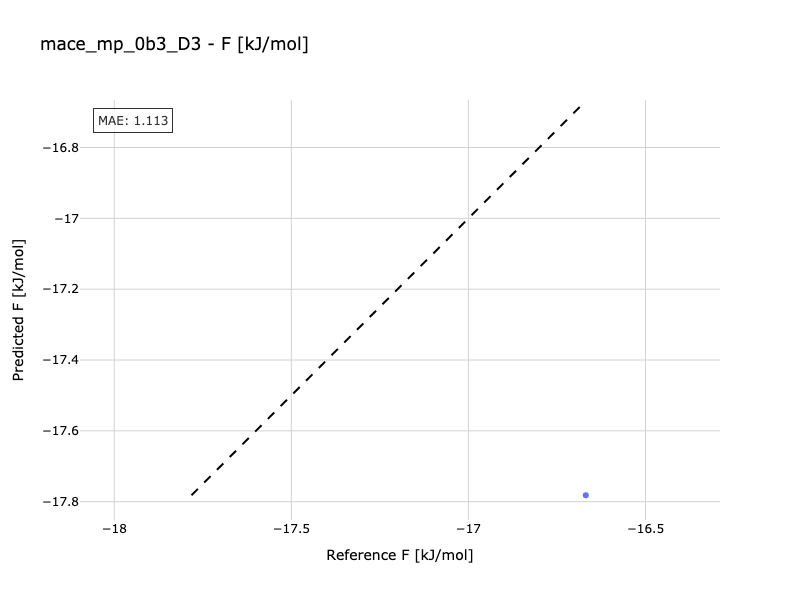 mace_mp_0b3_D3 - F [kJ/mol]
MAE: 1.113
−16.8
−17
−17.2
−17.4
−17.6
−17.8
Predicted F [kJ/mol]
−18
−17.5
−17
−16.5
Reference F [kJ/mol]